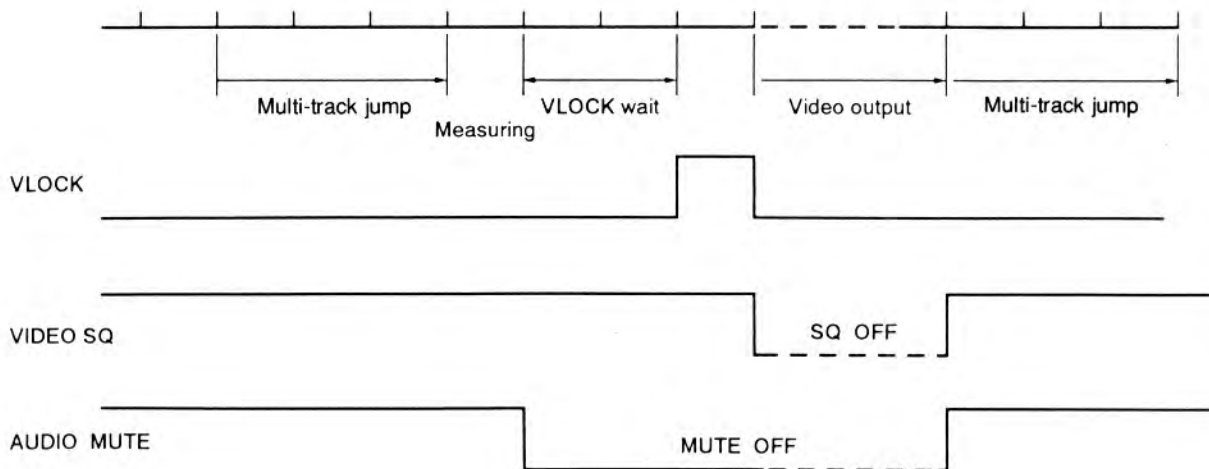 Multi-track jump
VLOCK wait
Video output
Multi-track jump
Measuring
VLOCK
VIDEO SQ
SQ OFF
AUDIO MUTE
MUTE OFF